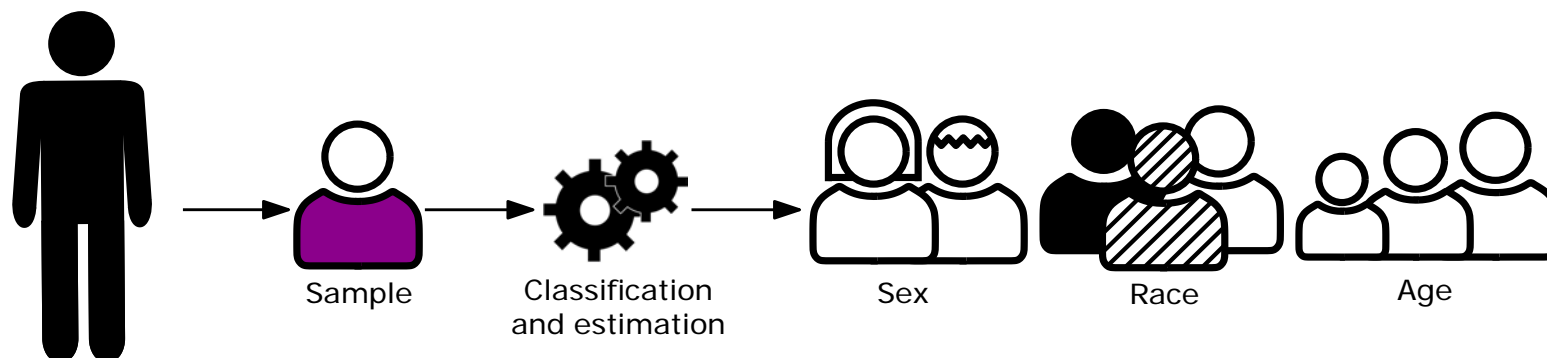 Sample
Classification
and estimation
Sex
Race
Age